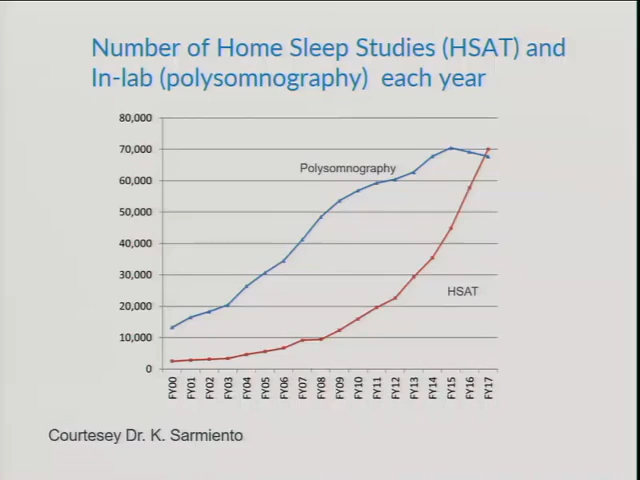 Number of Home Sleep Studies (HSAT) and
In-lab (polysomnography) each year
80,000
70,000
60,000
50,000
40,000
30,000
20,000
10,000
0
Polysomnography
HSAT
FY00
FY01
FY02
FY03
FY04
FY05
FY06
FY07
FY08
FY09
FY10
FY11
FY12
FY13
FY14
FY15
FY16
FY17
Courtesey Dr. K. Sarmiento